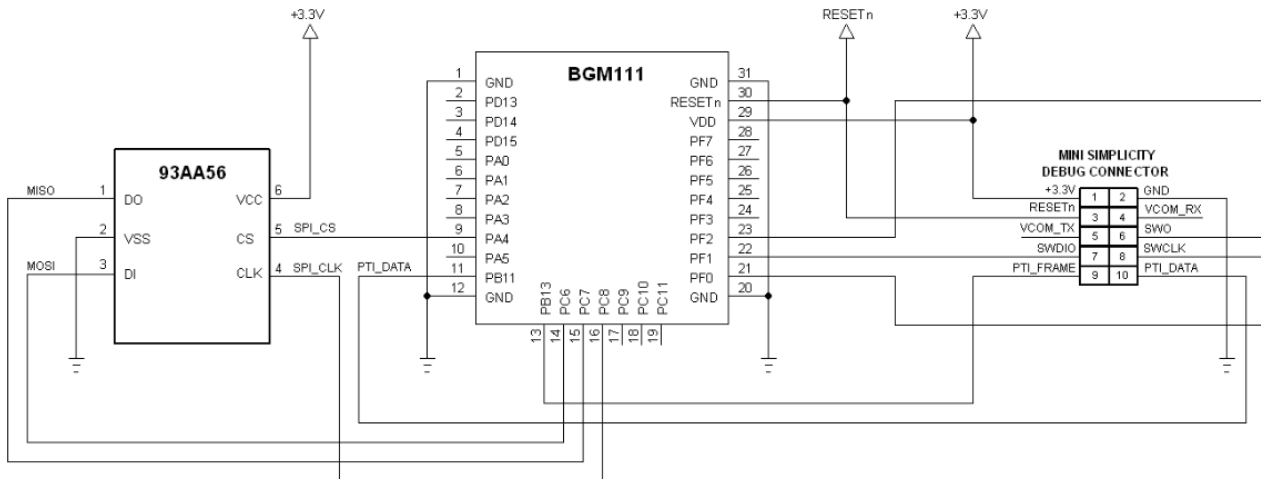 +3.3V
RESETn
+3.3V
93AA56
MISO
1
DO
2
VSS
MOSI
3
DI
VCC
6
CS
5
SPI_CS
CLK
4
SPI_CLK
PTI_DATA
BGM111
1 GND
2 PD13
3 PD14
4 PD15
5 PA0
6 PA1
7 PA2
8 PA3
9 PA4
10 PA5
11 PB11
12 GND
PB13 13
PC6 14
PC7 15
PC8 16
PC9 17
PC10 18
PC11 19
GND 31
RESETn 30
VDD 29
PF7 28
PF6 27
PF5 26
PF4 25
PF3 24
PF2 23
PF1 22
PF0 21
GND 20
MINI SIMPLICITY
DEBUG CONNECTOR
+3.3V 1 2 GND
RESETn 3 4 VCOM_RX
VCOM_TX 5 6 SWO
SWDIO 7 8 SWCLK
PTI_FRAME 9 10 PTI_DATA